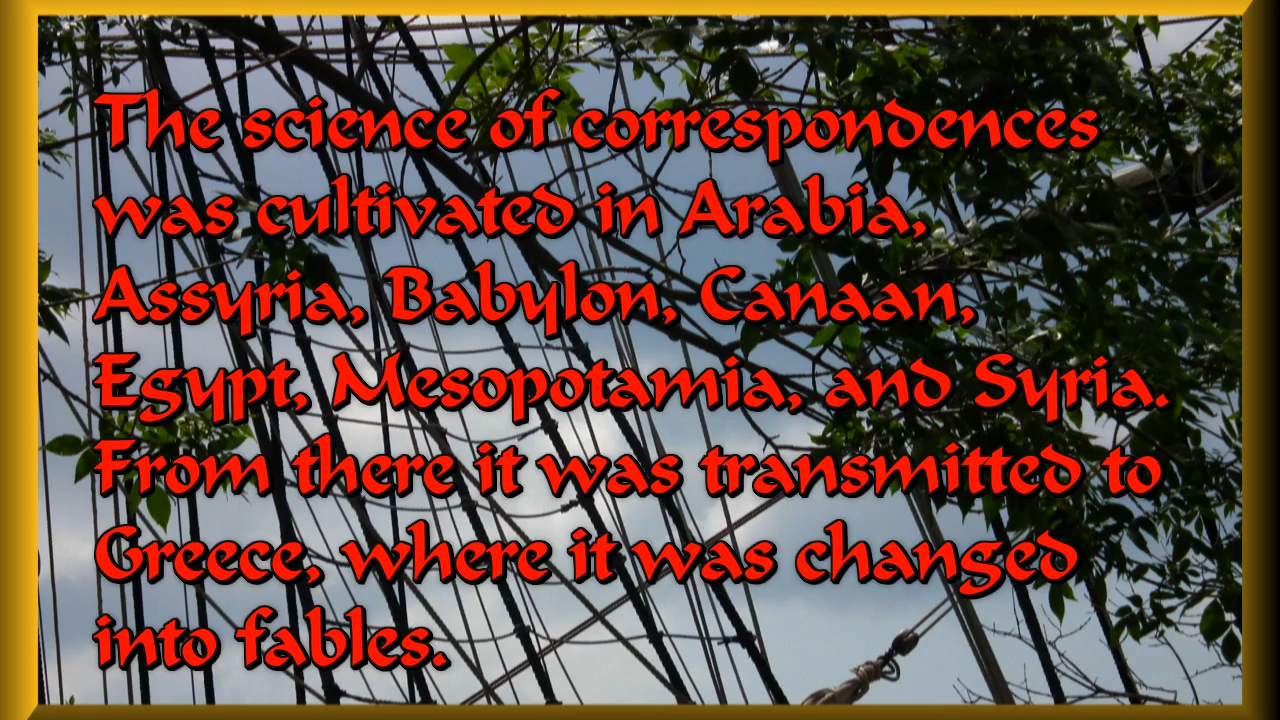 The science of correspondences
was cultivated in Arabia,
Assyria, Babylon, Canaan,
Egypt, Mesopotamia, and Syria.
From there it was transmitted to
Greece, where it was changed
into fables.